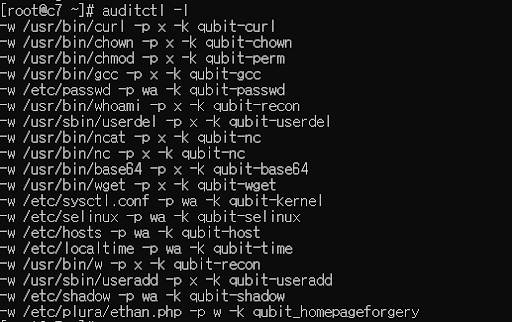 [root@c7 ~]# auditctl -l
-w /usr/bin/curl -p x -k qubit-curl
-w /usr/bin/chown -p x -k qubit-chown
-w /usr/bin/chmod -p x -k qubit-perm
-w /usr/bin/gcc -p x -k qubit-gcc
-w /etc/passwd -p wa -k qubit-passwd
-w /usr/bin/whoami -p x -k qubit-recon
-w /usr/sbin/userdel -p x -k qubit-userdel
-w /usr/bin/ncat -p x -k qubit-nc
-w /usr/bin/nc -p x -k qubit-nc
-w /usr/bin/base64 -p x -k qubit-base64
-w /usr/bin/wget -p x -k qubit-wget
-w /etc/sysctl.conf -p wa -k qubit-kernel
-w /etc/selinux -p wa -k qubit-selinux
-w /etc/hosts -p wa -k qubit-host
-w /etc/localtime -p wa -k qubit-time
-w /usr/bin/w -p x -k qubit-recon
-w /usr/sbin/useradd -p x -k qubit-useradd
-w /etc/shadow -p wa -k qubit-shadow
-w /etc/plura/ethan.php -p w -k qubit_homepageforgery